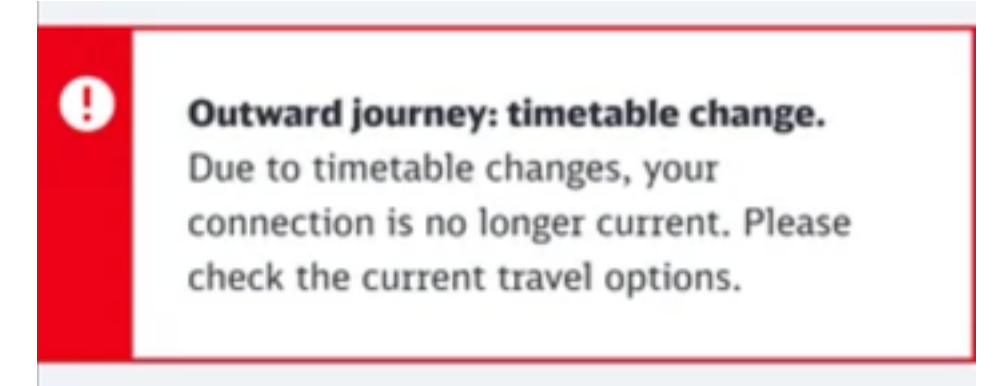 Outward journey: timetable change.
Due to timetable changes, your
connection is no longer current. Please
check the current travel options.